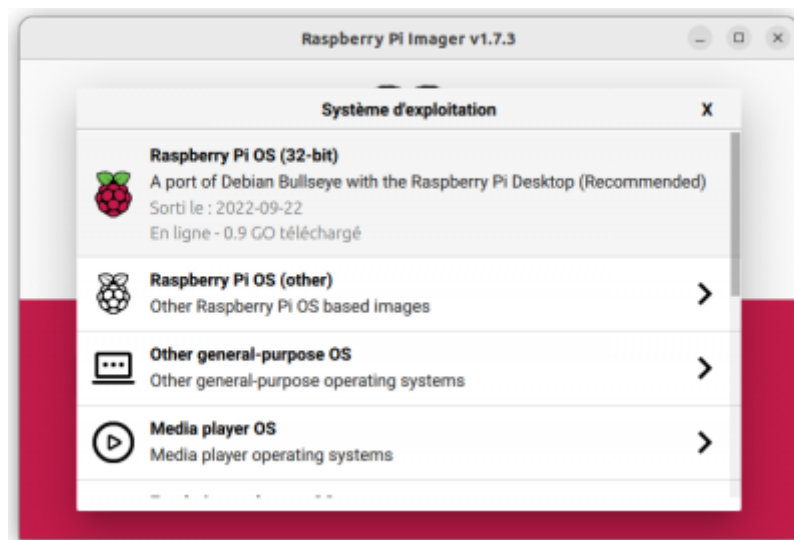 Raspberry Pi Imager v1.7.3
Système d'exploitation X
Raspberry Pi OS (32-bit)
A port of Debian Bullseye with the Raspberry Pi Desktop (Recommended)
Sorti le : 2022-09-22
En ligne - 0.9 GO téléchargé
Raspberry Pi OS (other)
Other Raspberry Pi OS based images
Other general-purpose OS
Other general-purpose operating systems
Media player OS
Media player operating systems